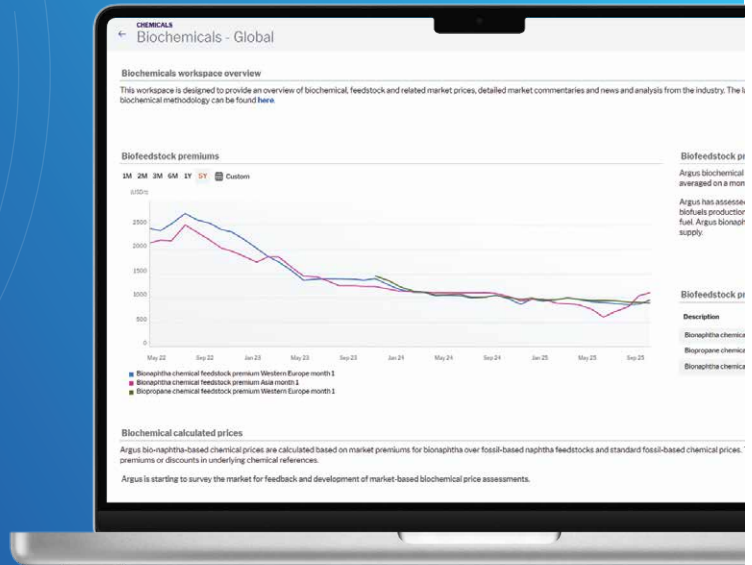 CHEMICALS
← Biochemicals - Global
Biochemicals workspace overview
This workspace is designed to provide an overview of biochemical, feedstock and related market prices, detailed market commentaries and news and analysis from the industry. The
biochemical methodology can be found here.
Biofeedstock premiums
1M 2M 3M 6M 1Y 5Y Custom
(USD/t)
2500
2000
1500
1000
500
0
May 22 Sep 22 Jan 23 May 23 Sep 23 Jan 24 May 24 Sep 24 Jan 25 May 25 Sep 25
Bionaphtha chemical feedstock premium Western Europe month 1
Bionaphtha chemical feedstock premium Asia month 1
Biopropane chemical feedstock premium Western Europe month 1
Biofeedstock pr
Argus biochemical
averaged on a mon
Argus has assessed
biofuels production
fuel. Argus bionaph
supply.
Biofeedstock pr
Description
Bionaphtha chemica
Biopropane chemica
Bionaphtha chemica
Biochemical calculated prices
Argus bio-naphtha-based chemical prices are calculated based on market premiums for bionaphtha over fossil-based naphtha feedstocks and standard fossil-based chemical prices.
premiums or discounts in underlying chemical references.
Argus is starting to survey the market for feedback and development of market-based biochemical price assessments.